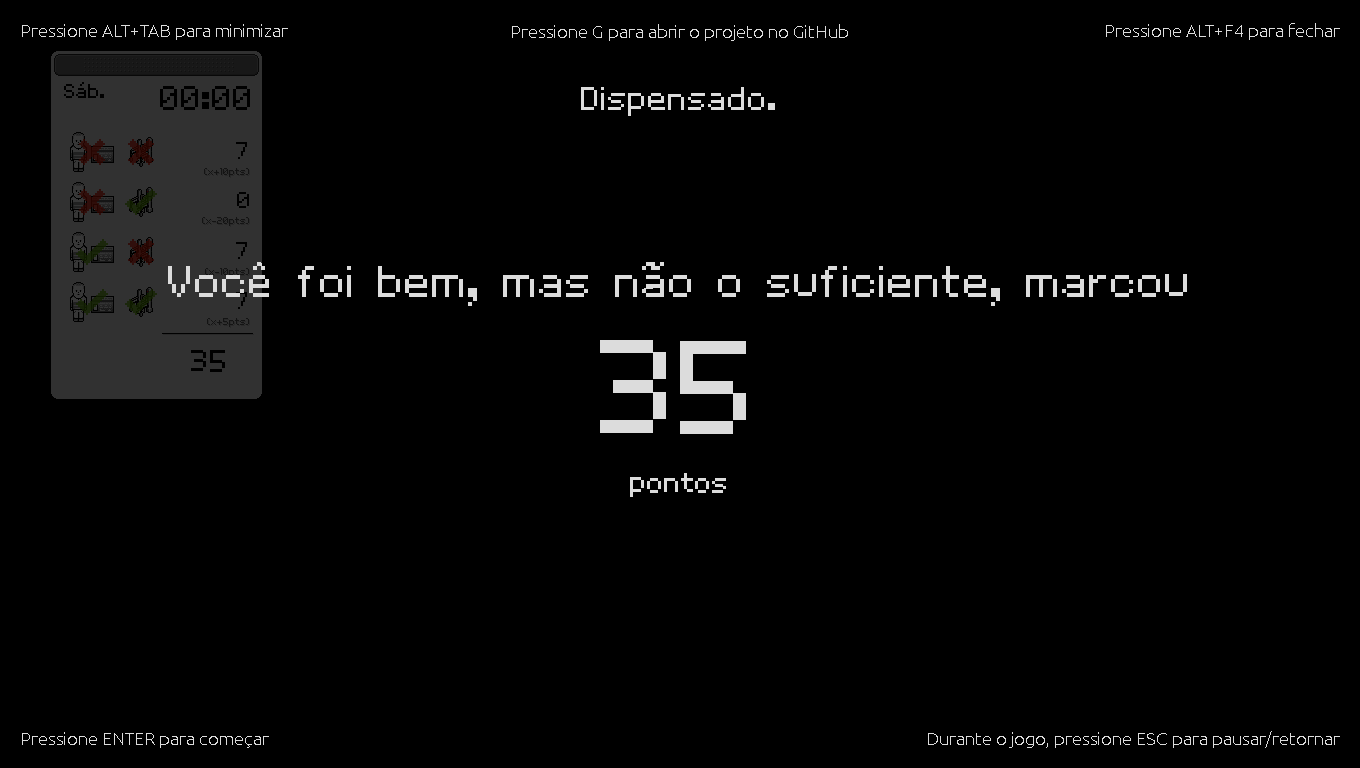 Pressione ALT+TAB para minimizar
Pressione G para abrir o projeto no GitHub
Pressione ALT+F4 para fechar
Dispensado.
Sáb.
00:00
7
(x+10pts)
0
(x-20pts)
7
(x-10pts)
7
(x+5pts)
35
Você foi bem, mas não o suficiente, marcou
35
pontos
Pressione ENTER para começar
Durante o jogo, pressione ESC para pausar/retornar